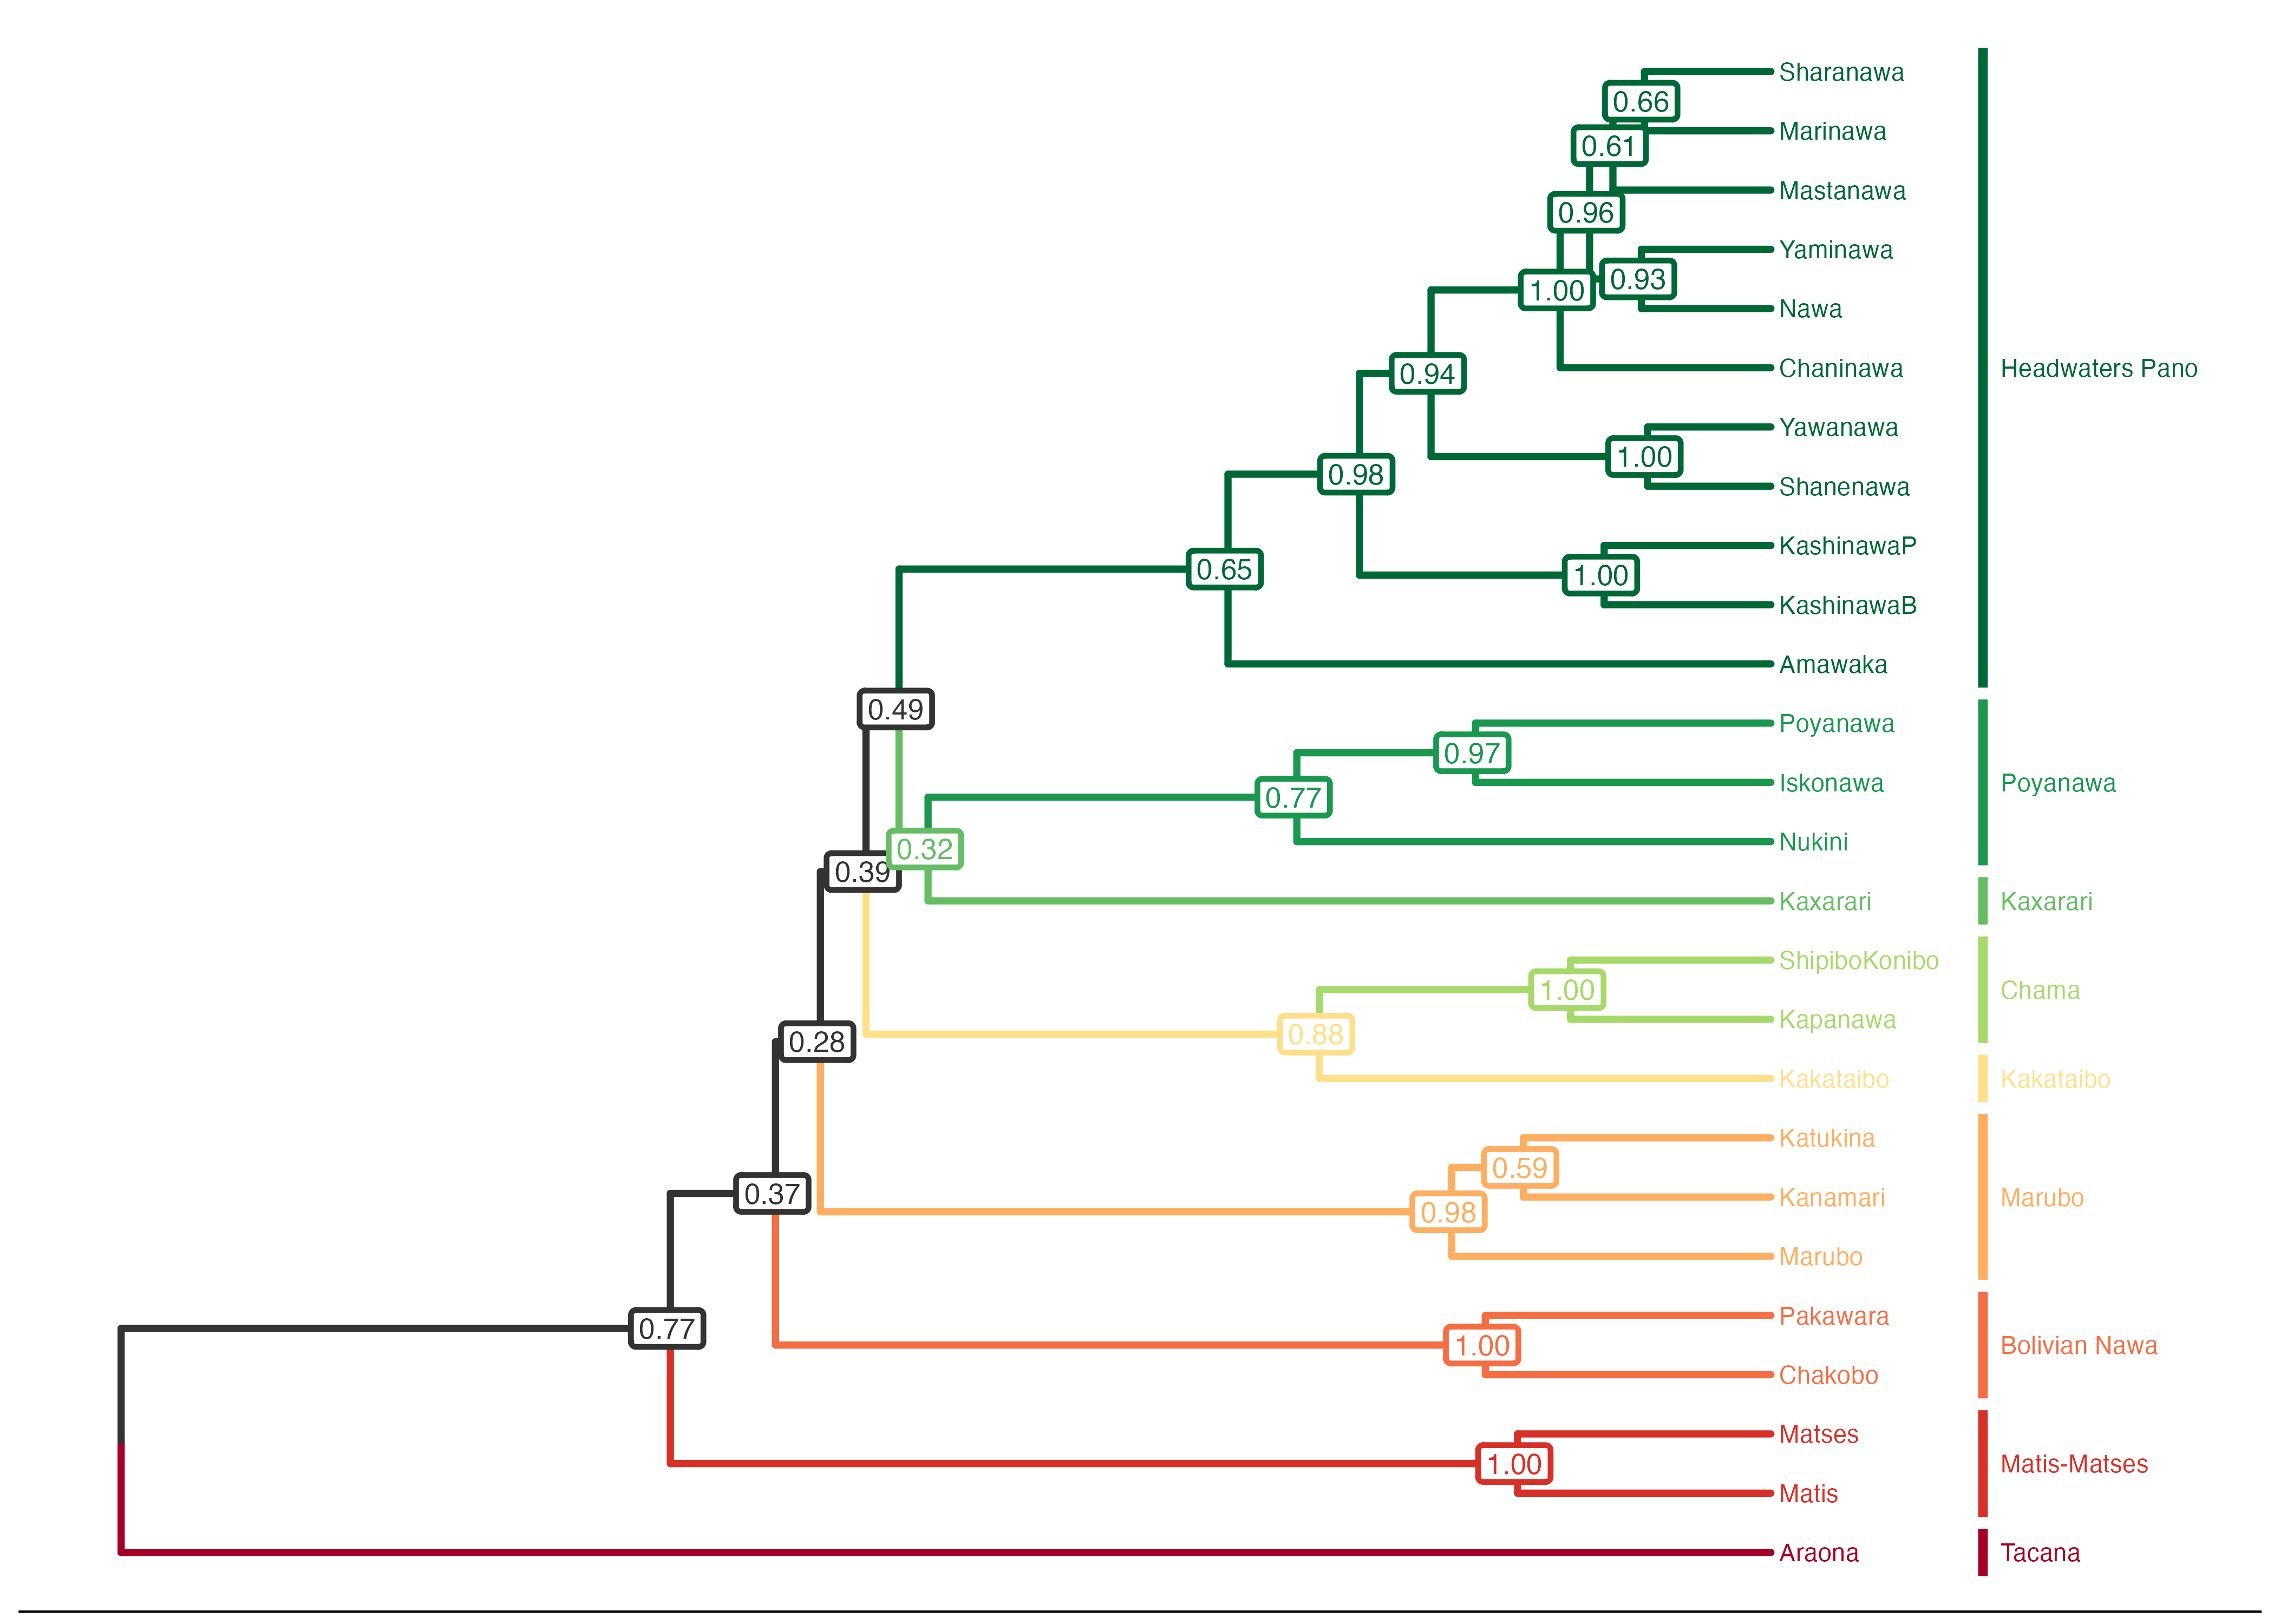 Sharanawa
0.66
Marinawa
0.61
Mastanawa
0.96
Yaminawa
0.93
1.00
Nawa
Chaninawa
Headwaters Pano
0.94
Yawanawa
1.00
0.98
Shanenawa
KashinawaP
0.65
1.00
KashinawaB
Amawaka
0.49
Poyanawa
0.97
Iskonawa
Poyanawa
0.77
Nukini
0.32
0.39
Kaxarari
Kaxarari
ShipiboKonibo
1.00
Chama
Kapanawa
0.88
0.28
Kakataibo
Kakataibo
Katukina
0.59
0.37
Kanamari
Marubo
0.98
Marubo
Pakawara
0.77
1.00
Bolivian Nawa
Chakobo
Matses
1.00
Matis-Matses
Matis
Araona
Tacana